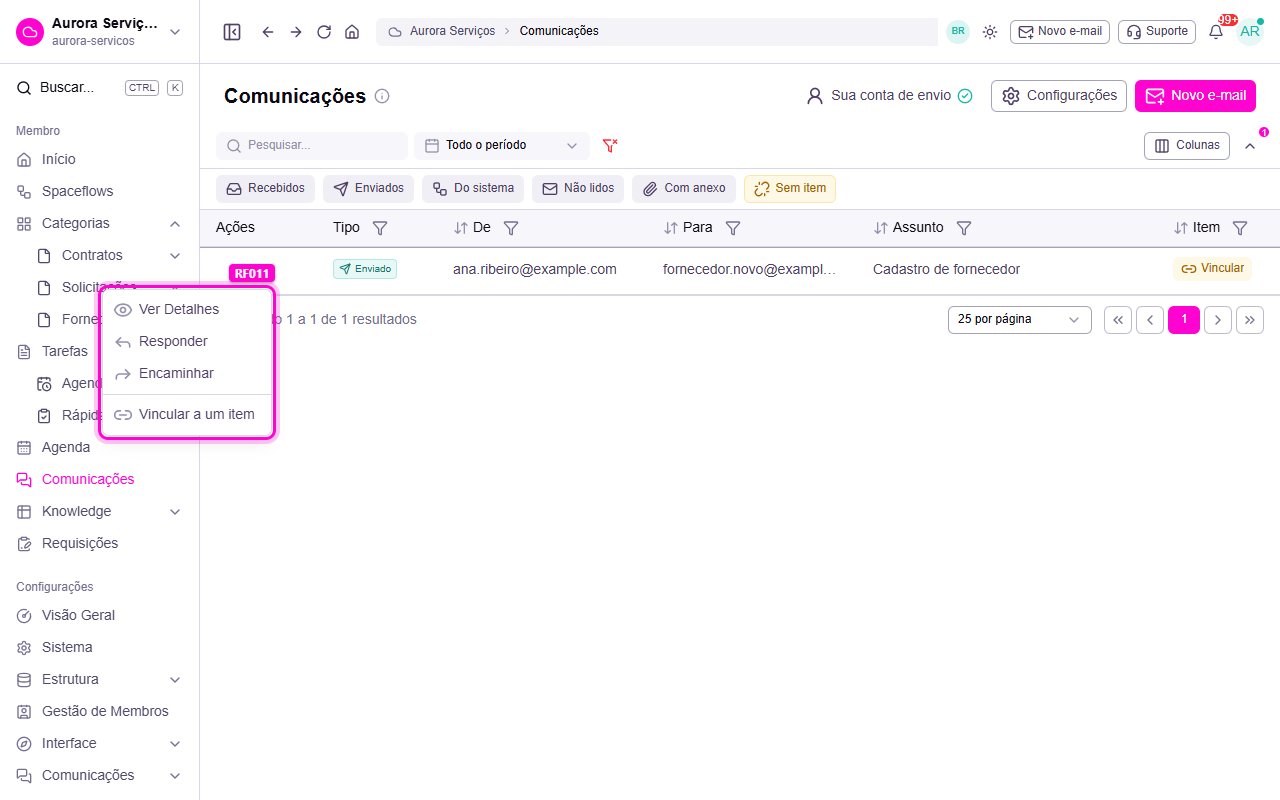 Aurora Serviç...
aurora-servicos
Aurora Serviços
Comunicações
BR
Novo e-mail
Suporte
99+
AR
Buscar...
CTRL
K
Membro
Início
Spaceflows
Categorias
Contratos
Solicitações
Tarefas
Agenda
Comunicações
Knowledge
Requisições
Configurações
Visão Geral
Sistema
Estrutura
Gestão de Membros
Interface
Comunicações
Comunicações
Sua conta de envio
Configurações
Novo e-mail
Pesquisar...
Todo o período
Colunas
1
Recebidos
Enviados
Do sistema
Não lidos
Com anexo
Sem item
Ações
Tipo
De
Para
Assunto
Item
RF011
Enviado
ana.ribeiro@example.com
fornecedor.novo@exampl...
Cadastro de fornecedor
Vincular
Ver Detalhes
Responder
Encaminhar
Vincular a um item
1 a 1 de 1 resultados
25 por página
1